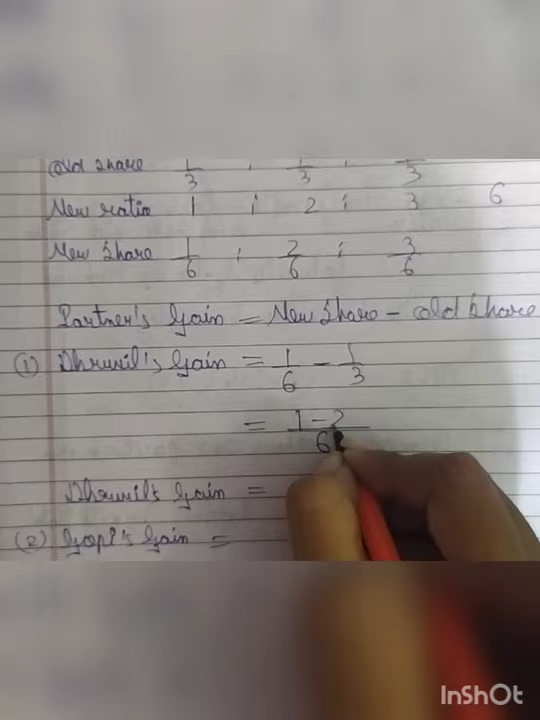 Old share 1/3 : 1/3 : 1/3
New ratio 1 : 2 : 3 - 6
New share 1/6 : 2/6 : 3/6
Partner's Gain = New Share - Old Share
(1) Dhruvil's Gain = 1/6 - 1/3
= 1-2/6
Dhruvil's Gain =
(2) Gopi's Gain =
InShOt